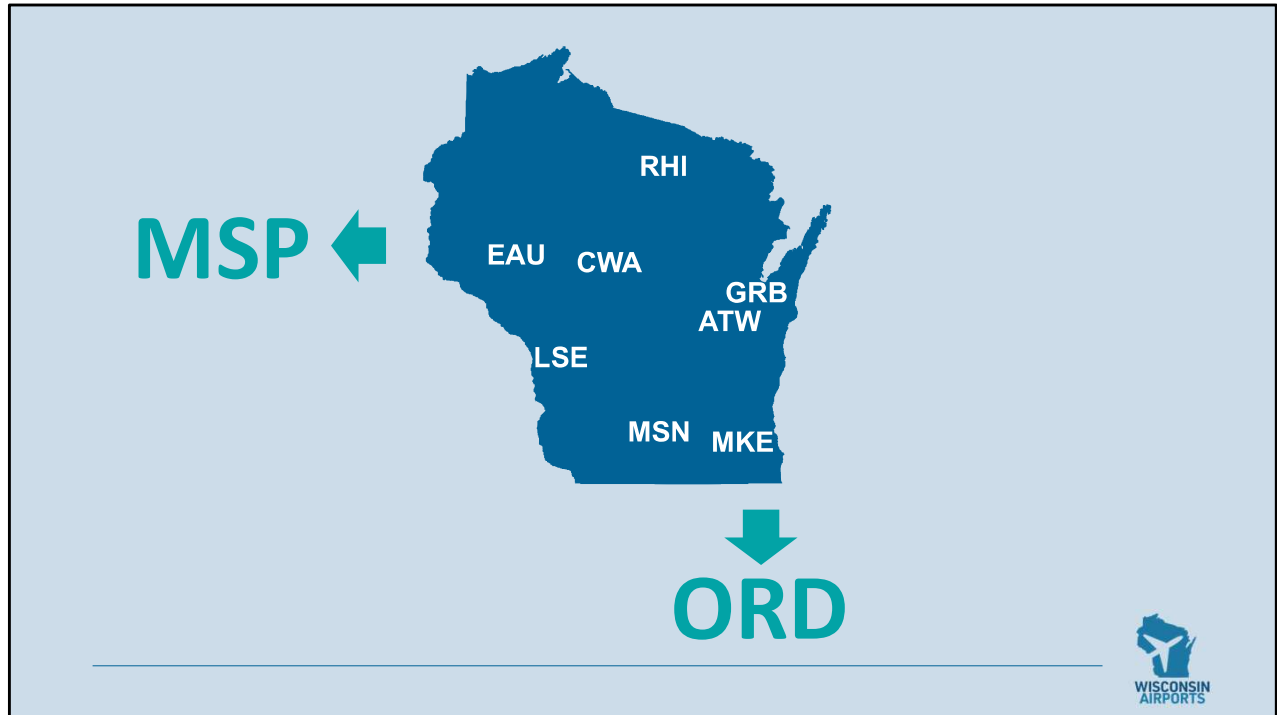 RHI
MSP
EAU
CWA
GRB
ATW
LSE
MSN
MKE
ORD
WISCONSIN
AIRPORTS